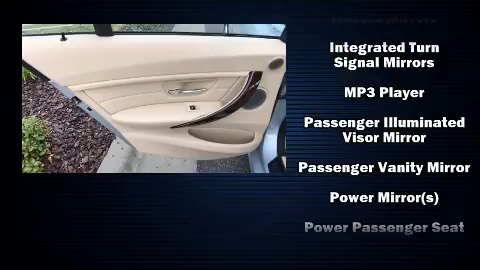 Integrated Turn
Signal Mirrors
MP3 Player
Passenger Illuminated
Visor Mirror
Passenger Vanity Mirror
Power Mirror(s)
Power Passenger Seat